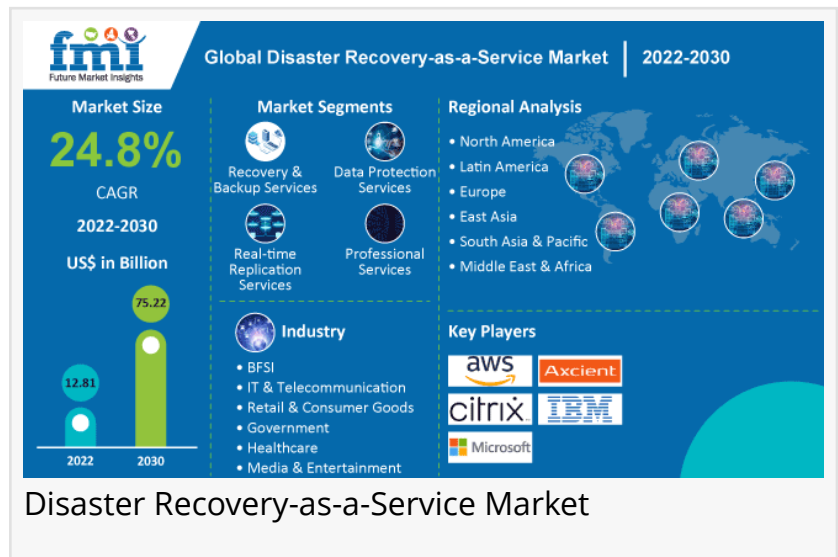 fmi
Future Market Insights
Global Disaster Recovery-as-a-Service Market | 2022-2030
Market Size
24.8%
CAGR
2022-2030
US$ in Billion
75.22
12.81
2022
2030
Market Segments
Recovery &
Backup Services
Data Protection
Services
Real-time
Replication
Services
Professional
Services
Industry
• BFSI
• IT & Telecommunication
• Retail & Consumer Goods
• Government
• Healthcare
• Media & Entertainment
Regional Analysis
• North America
• Latin America
• Europe
• East Asia
• South Asia & Pacific
• Middle East & Africa
Key Players
aws
Axcient
citrix
IBM
Microsoft
Disaster Recovery-as-a-Service Market